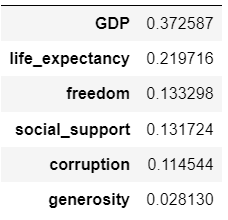 GDP 0.372587
life_expectancy 0.219716
freedom 0.133298
social_support 0.131724
corruption 0.114544
generosity 0.028130